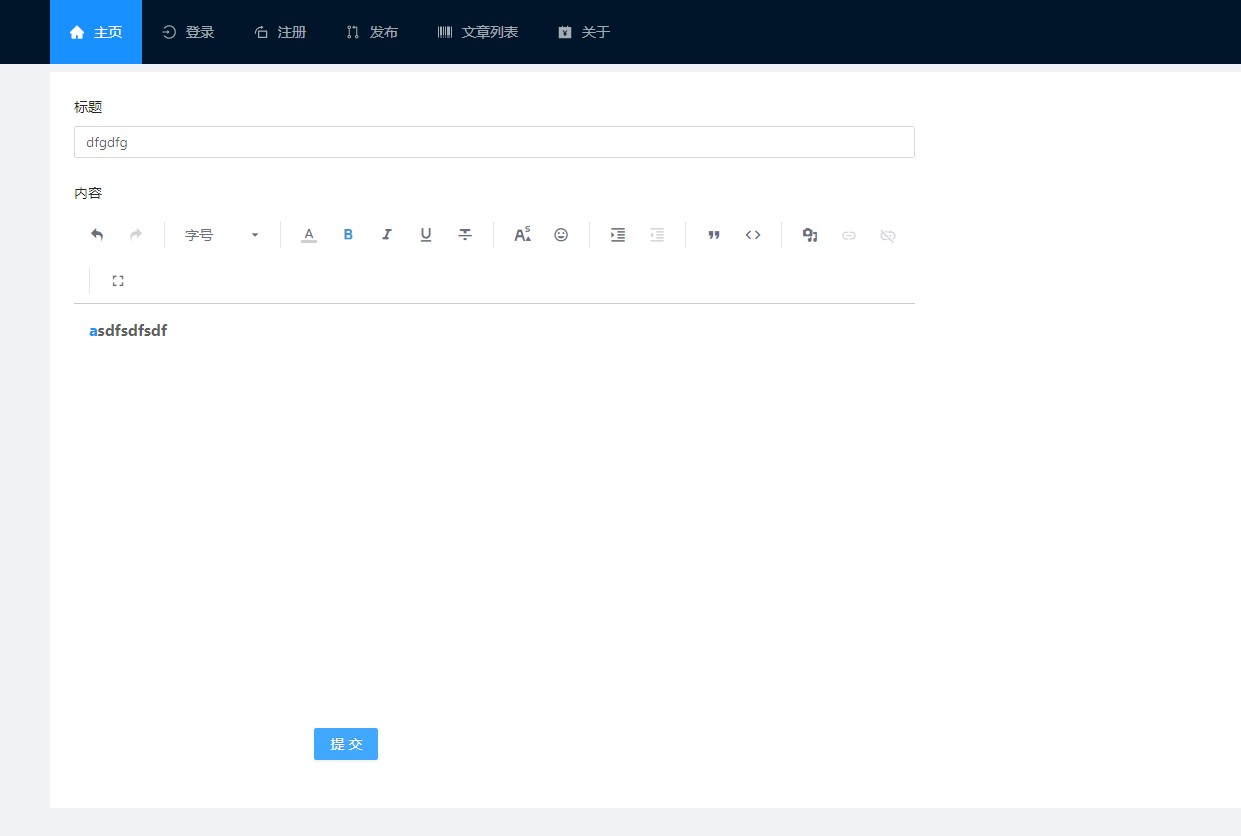 主页 登录 注册 发布 文章列表 关于
标题
dfgdfg
内容
字号
asdfsdfsdf
提 交